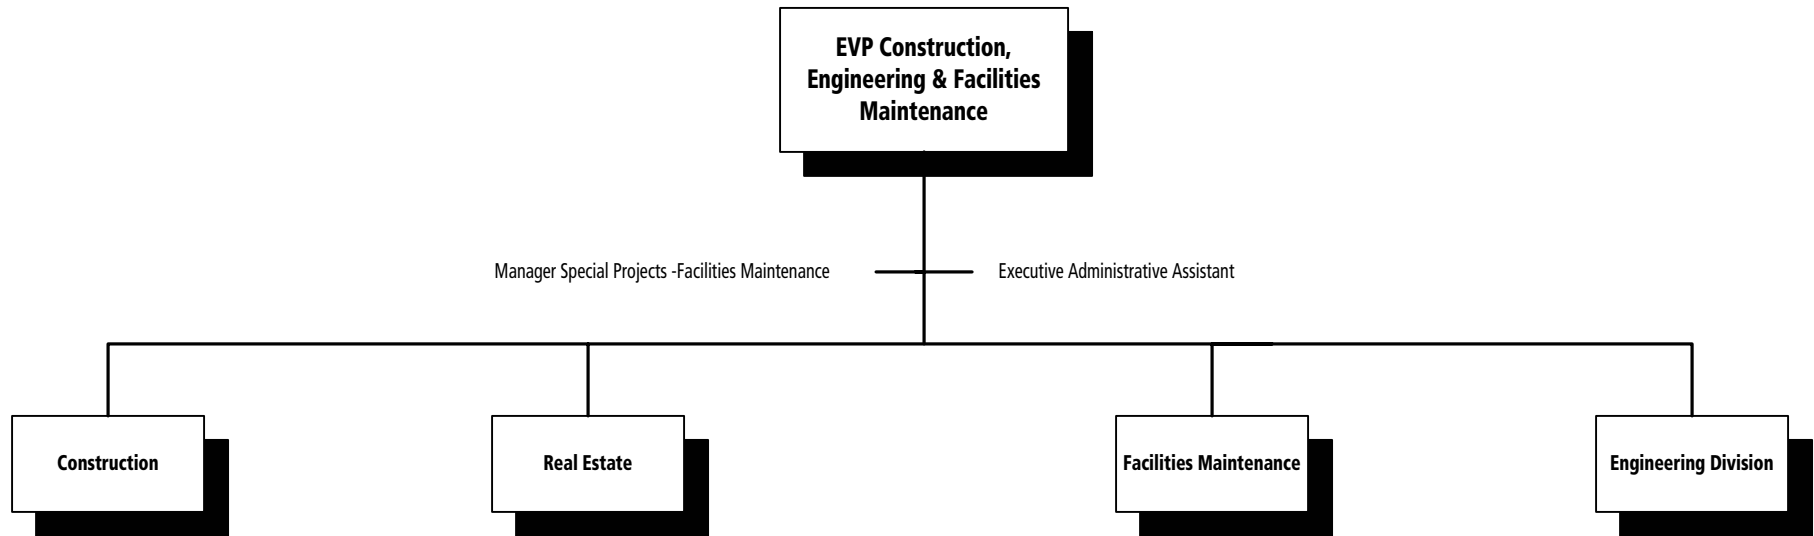 EVP Construction,
Engineering & Facilities
Maintenance
Manager Special Projects -Facilities Maintenance
Executive Administrative Assistant
Construction
Real Estate
Facilities Maintenance
Engineering Division